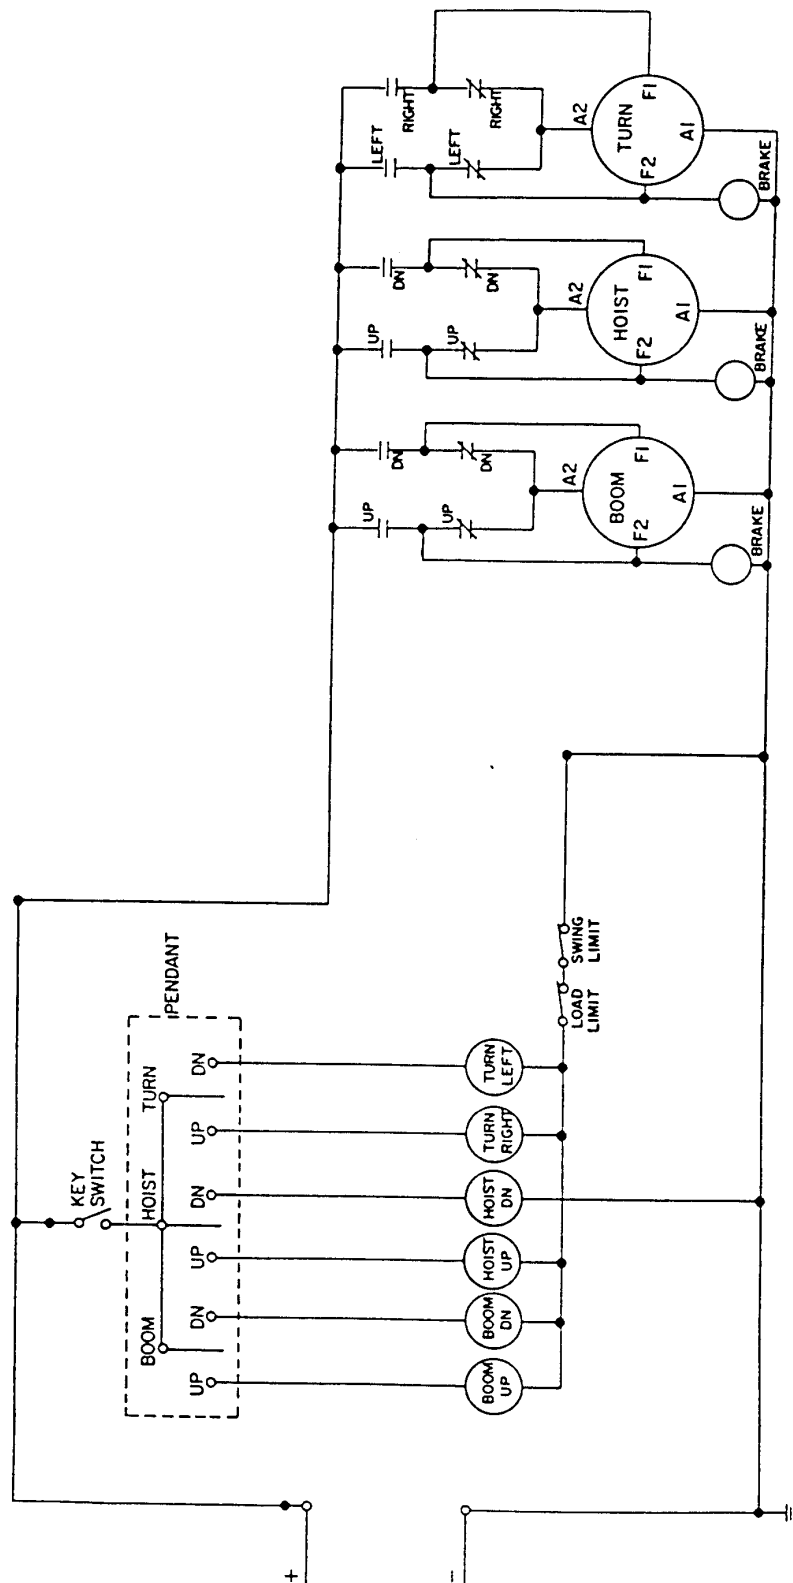 +
−
KEY
SWITCH
PENDANT
BOOM
HOIST
TURN
UP
DN
UP
DN
UP
DN
BOOM
UP
BOOM
DN
HOIST
UP
HOIST
DN
TURN
RIGHT
TURN
LEFT
LOAD
LIMIT
SWING
LIMIT
UP
DN
UP
DN
A2
BOOM
F2
F1
A1
BRAKE
UP
DN
UP
DN
A2
HOIST
F2
F1
A1
BRAKE
LEFT
RIGHT
LEFT
RIGHT
A2
TURN
F2
F1
A1
BRAKE